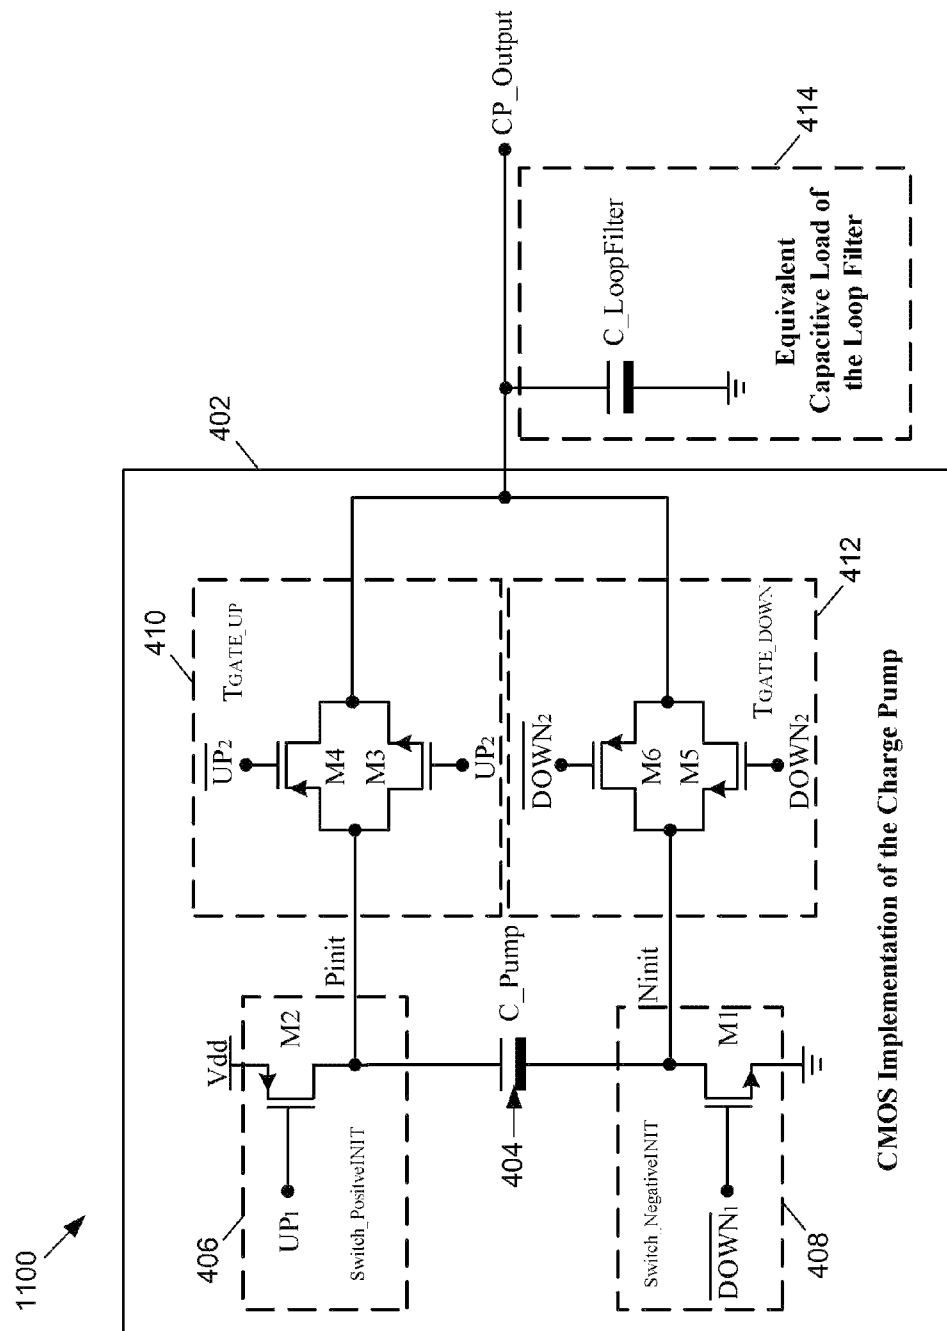 1100
402
410
TGATE_UP
406
Vdd
M2
UP1
Switch_PositveINIT
Pinit
UP2
M4
M3
UP2
404
C_Pump
CP_Output
414
C_LoopFilter
Equivalent
Capacitive Load of
the Loop Filter
412
DOWN2
M6
M5
DOWN2
TGATE_DOWN
Ninit
Switch_NegativeINIT
M1
DOWN1
408
CMOS Implementation of the Charge Pump